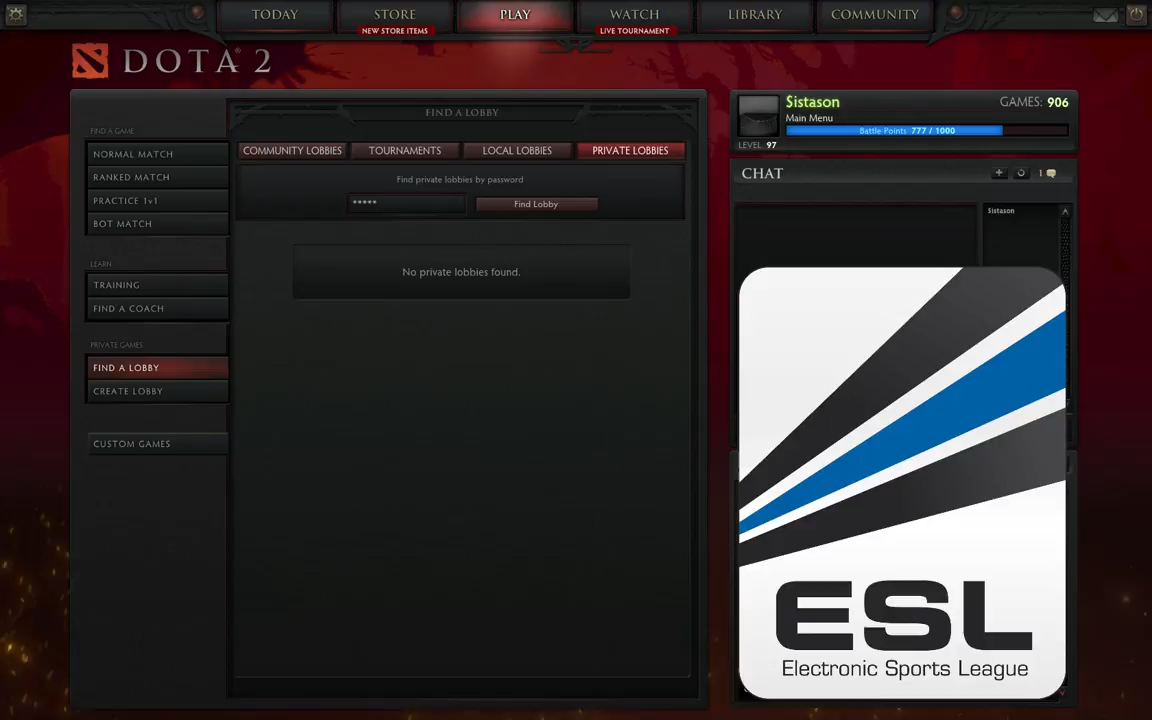 TODAY
STORE
NEW STORE ITEMS
PLAY
WATCH
LIVE TOURNAMENT
LIBRARY
COMMUNITY
DOTA 2
FIND A GAME
NORMAL MATCH
RANKED MATCH
PRACTICE 1v1
BOT MATCH
LEARN
TRAINING
FIND A COACH
PRIVATE GAMES
FIND A LOBBY
CREATE LOBBY
CUSTOM GAMES
FIND A LOBBY
COMMUNITY LOBBIES
TOURNAMENTS
LOCAL LOBBIES
PRIVATE LOBBIES
Find private lobbies by password
*****
Find Lobby
No private lobbies found.
Sistason
GAMES: 906
Main Menu
Battle Points 777 / 1000
LEVEL 97
CHAT
1
Sistason
ESL
Electronic Sports League